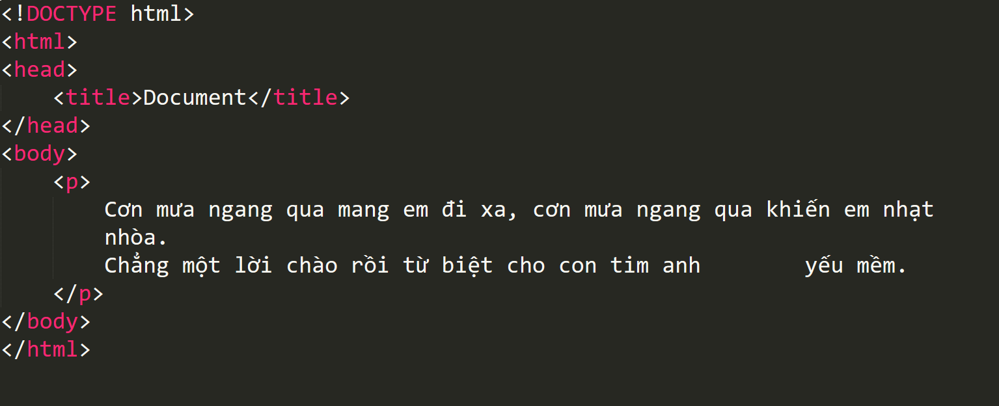 <!DOCTYPE html>
<html>
<head>
    <title>Document</title>
</head>
<body>
    <p>
        Cơn mưa ngang qua mang em đi xa, cơn mưa ngang qua khiến em nhạt
        nhòa.
        Chẳng một lời chào rồi từ biệt cho con tim anh        yếu mềm.
    </p>
</body>
</html>